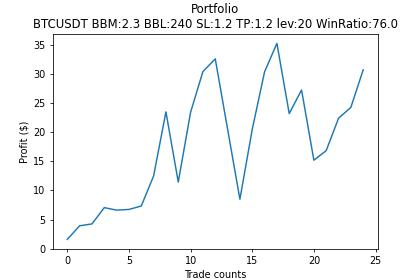 Portfolio
BTCUSDT BBM:2.3 BBL:240 SL:1.2 TP:1.2 lev:20 WinRatio:76.0
35
30
25
20
15
10
5
0
Profit ($)
0 5 10 15 20 25
Trade counts